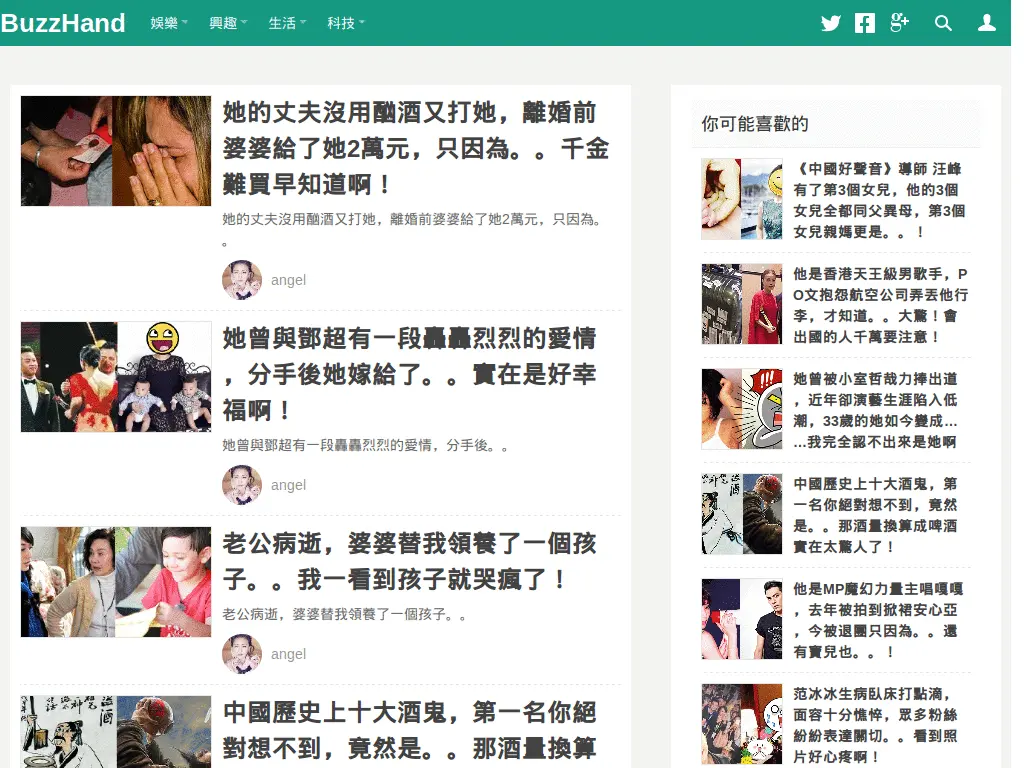 BuzzHand
娛樂
興趣
生活
科技
她的丈夫沒用酗酒又打她，離婚前
婆婆給了她2萬元，只因為。。千金
難買早知道啊！
她的丈夫沒用酗酒又打她，離婚前婆婆給了她2萬元，只因為。
。
angel
她曾與鄧超有一段轟轟烈烈的愛情
，分手後她嫁給了。。實在是好幸
福啊！
她曾與鄧超有一段轟轟烈烈的愛情，分手後。。
angel
老公病逝，婆婆替我領養了一個孩
子。。我一看到孩子就哭瘋了！
老公病逝，婆婆替我領養了一個孩子。。
angel
中國歷史上十大酒鬼，第一名你絕
對想不到，竟然是。。那酒量換算
你可能喜歡的
《中國好聲音》導師 汪峰
有了第3個女兒，他的3個
女兒全都同父異母，第3個
女兒親媽更是。。！
他是香港天王級男歌手，P
O文抱怨航空公司弄丟他行
李，才知道。。大驚！會
出國的人千萬要注意！
她曾被小室哲哉力捧出道
，近年卻演藝生涯陷入低
潮，33歲的她如今變成…
…我完全認不出來是她啊
中國歷史上十大酒鬼，第
一名你絕對想不到，竟然
是。。那酒量換算成啤酒
實在太驚人了！
他是MP魔幻力量主唱嘎嘎
，去年被拍到掀裙安心亞
，今被退團只因為。。還
有寶兒也。。！
范冰冰生病臥床打點滴，
面容十分憔悴，眾多粉絲
紛紛表達關切。。看到照
片好心疼啊！